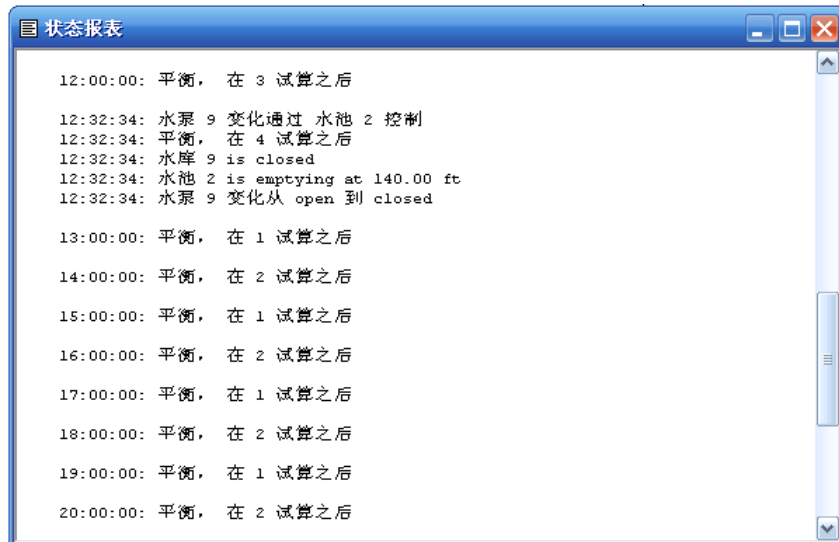 状态报表
12:00:00: 平衡， 在 3 试算之后
12:32:34: 水泵 9 变化通过 水池 2 控制
12:32:34: 平衡， 在 4 试算之后
12:32:34: 水库 9 is closed
12:32:34: 水池 2 is emptying at 140.00 ft
12:32:34: 水泵 9 变化从 open 到 closed
13:00:00: 平衡， 在 1 试算之后
14:00:00: 平衡， 在 2 试算之后
15:00:00: 平衡， 在 1 试算之后
16:00:00: 平衡， 在 2 试算之后
17:00:00: 平衡， 在 1 试算之后
18:00:00: 平衡， 在 2 试算之后
19:00:00: 平衡， 在 1 试算之后
20:00:00: 平衡， 在 2 试算之后